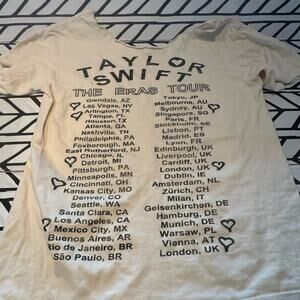 TAYLOR
SWIFT
THE ERAS TOUR
Glendale, AZ
Las Vegas, NV
Arlington, TX
Tampa, FL
Houston, TX
Atlanta, GA
Nashville, TN
Philadelphia, PA
Foxborough, MA
East Rutherford, NJ
Chicago, IL
Detroit, MI
Pittsburgh, PA
Minneapolis, MN
Cincinnati, OH
Kansas City, MO
Denver, CO
Seattle, WA
Santa Clara, CA
Los Angeles, CA
Mexico City, MX
Buenos Aires, AR
Rio de Janeiro, BR
São Paulo, BR
Tokyo, JP
Melbourne, AU
Sydney, AU
Singapore, SG
Paris, FR
Stockholm, SE
Lisbon, PT
Madrid, ES
Lyon, FR
Edinburgh, UK
Liverpool, UK
Cardiff, UK
London, UK
Dublin, IE
Amsterdam, NL
Zürich, CH
Milan, IT
Gelsenkirchen, DE
Hamburg, DE
Munich, DE
Warsaw, PL
Vienna, AT
London, UK